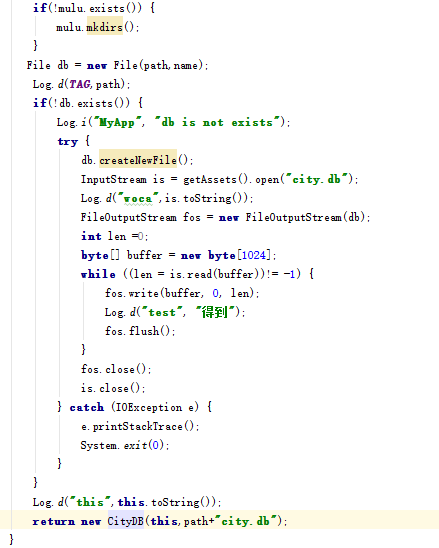 if(!mulu.exists()) {
mulu.mkdirs();
}
File db = new File(path,name);
Log.d(TAG,path);
if(!db.exists()) {
Log.i("MyApp", "db is not exists");
try {
db.createNewFile();
InputStream is = getAssets().open("city.db");
Log.d("woca",is.toString());
FileOutputStream fos = new FileOutputStream(db);
int len =0;
byte[] buffer = new byte[1024];
while ((len = is.read(buffer))!= -1) {
fos.write(buffer, 0, len);
Log.d("test", "得到");
fos.flush();
}
fos.close();
is.close();
} catch (IOException e) {
e.printStackTrace();
System.exit(0);
}
}
Log.d("this",this.toString());
return new CityDB(this,path+"city.db");
}